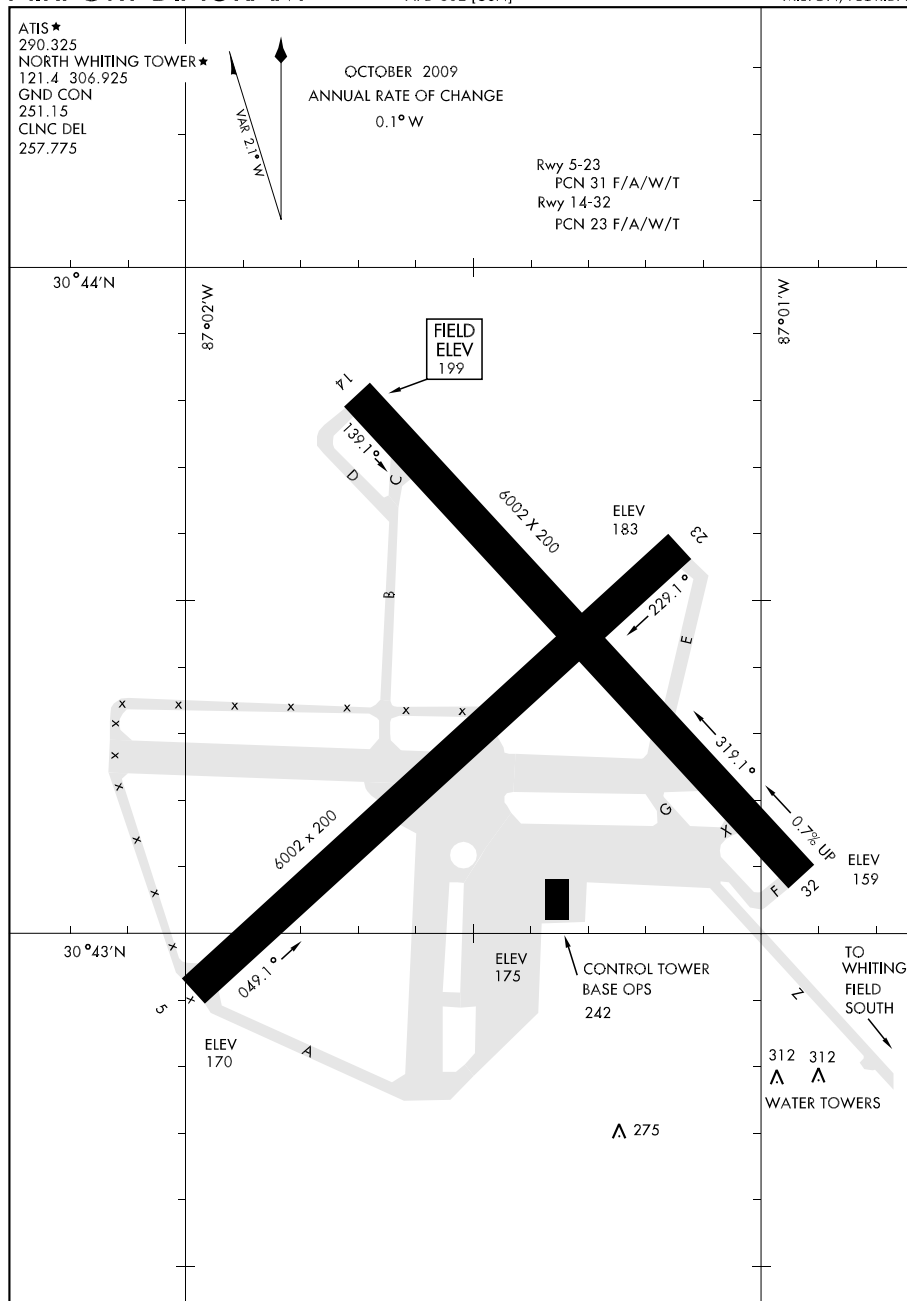 ATIS★
290.325
NORTH WHITING TOWER★
121.4 306.925
GND CON
251.15
CLNC DEL
257.775
VAR 2.1° W
OCTOBER 2009
ANNUAL RATE OF CHANGE
0.1° W
Rwy 5-23
PCN 31 F/A/W/T
Rwy 14-32
PCN 23 F/A/W/T
30°44'N
87°02'W
87°01'W
FIELD
ELEV
199
14
139.1°
D
C
6002 X 200
ELEV
183
23
B
229.1°
E
x x x x x x x
x
x
x
319.1°
G
X
0.7% UP
x
6002 x 200
ELEV
159
x
F
32
30°43'N
x
049.1°
ELEV
175
CONTROL TOWER
BASE OPS
242
TO
WHITING
FIELD
SOUTH
x
5
Z
ELEV
170
A
312 312
WATER TOWERS
275